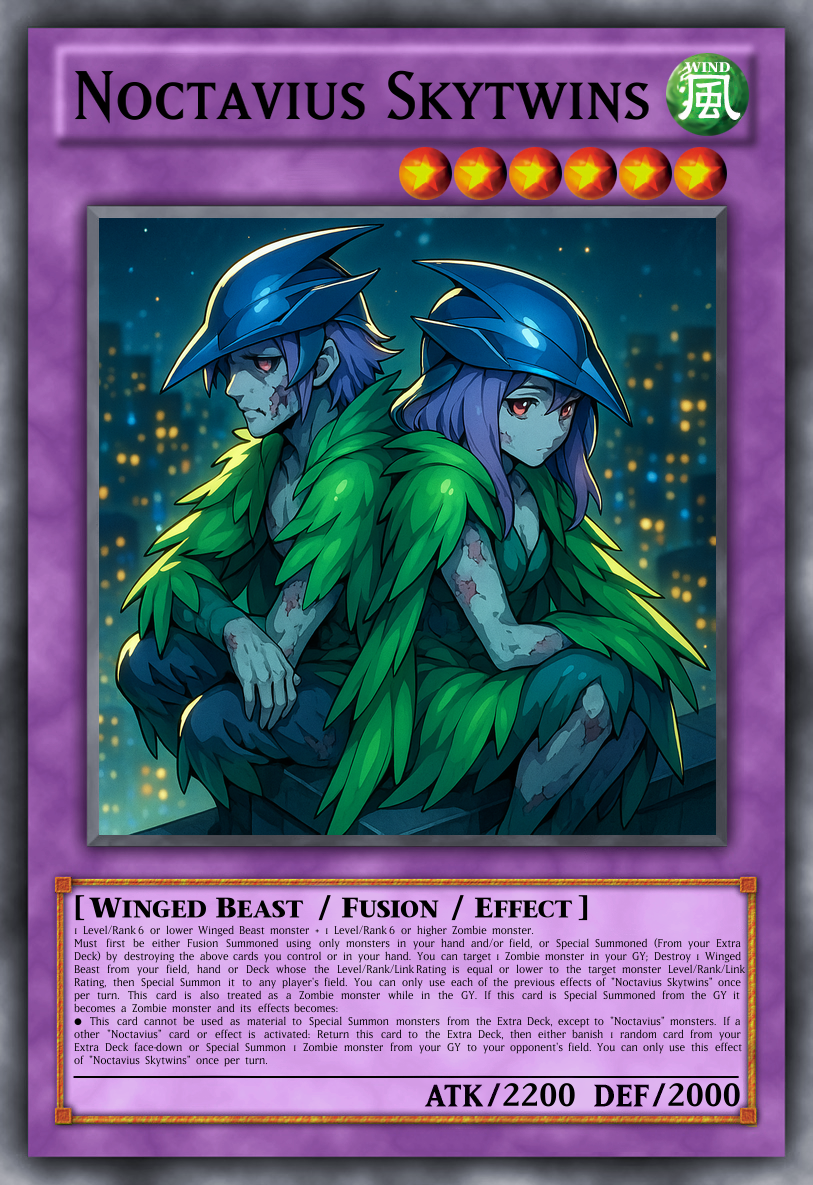 Noctavius Skytwins
WIND
風
[ Winged Beast / Fusion / Effect ]
1 Level/Rank 6 or lower Winged Beast monster + 1 Level/Rank 6 or higher Zombie monster.
Must first be either Fusion Summoned using only monsters in your hand and/or field, or Special Summoned (From your Extra
Deck) by destroying the above cards you control or in your hand. You can target 1 Zombie monster in your GY; Destroy 1 Winged
Beast from your field, hand or Deck whose the Level/Rank/Link Rating is equal or lower to the target monster Level/Rank/Link
Rating, then Special Summon it to any player's field. You can only use each of the previous effects of "Noctavius Skytwins" once
per turn. This card is also treated as a Zombie monster while in the GY. If this card is Special Summoned from the GY it
becomes a Zombie monster and its effects becomes:
● This card cannot be used as material to Special Summon monsters from the Extra Deck, except to "Noctavius" monsters. If a
other "Noctavius" card or effect is activated: Return this card to the Extra Deck, then either banish 1 random card from your
Extra Deck face-down or Special Summon 1 Zombie monster from your GY to your opponent's field. You can only use this effect
of "Noctavius Skytwins" once per turn.
ATK/2200 DEF/2000